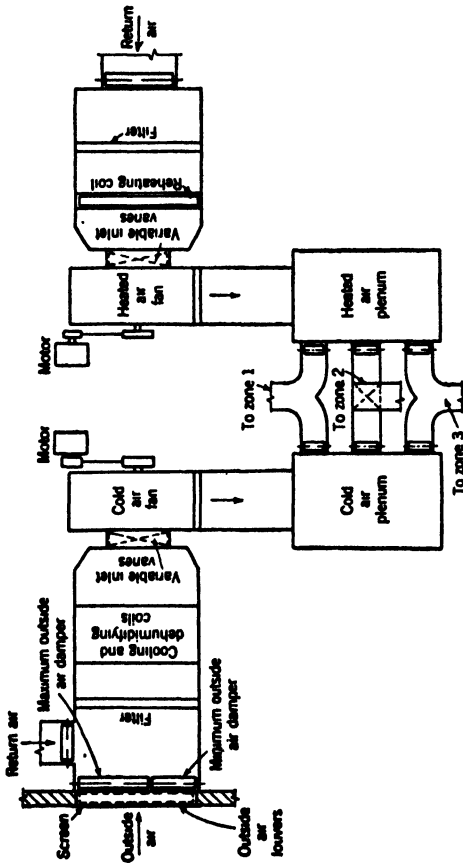 Return
air
Maximum outside
air damper
Screen
Outside
air
Outside
air
louvers
Maximum outside
air damper
Filter
Cooling and
dehumidifying
coils
Variable inlet
vanes
Motor
Cold
air
fan
Cold
air
plenum
To zone 1
To zone 2
To zone 3
Motor
Heated
air
fan
Heated
air
plenum
Variable inlet
vanes
Reheating coil
Filter
Return
air